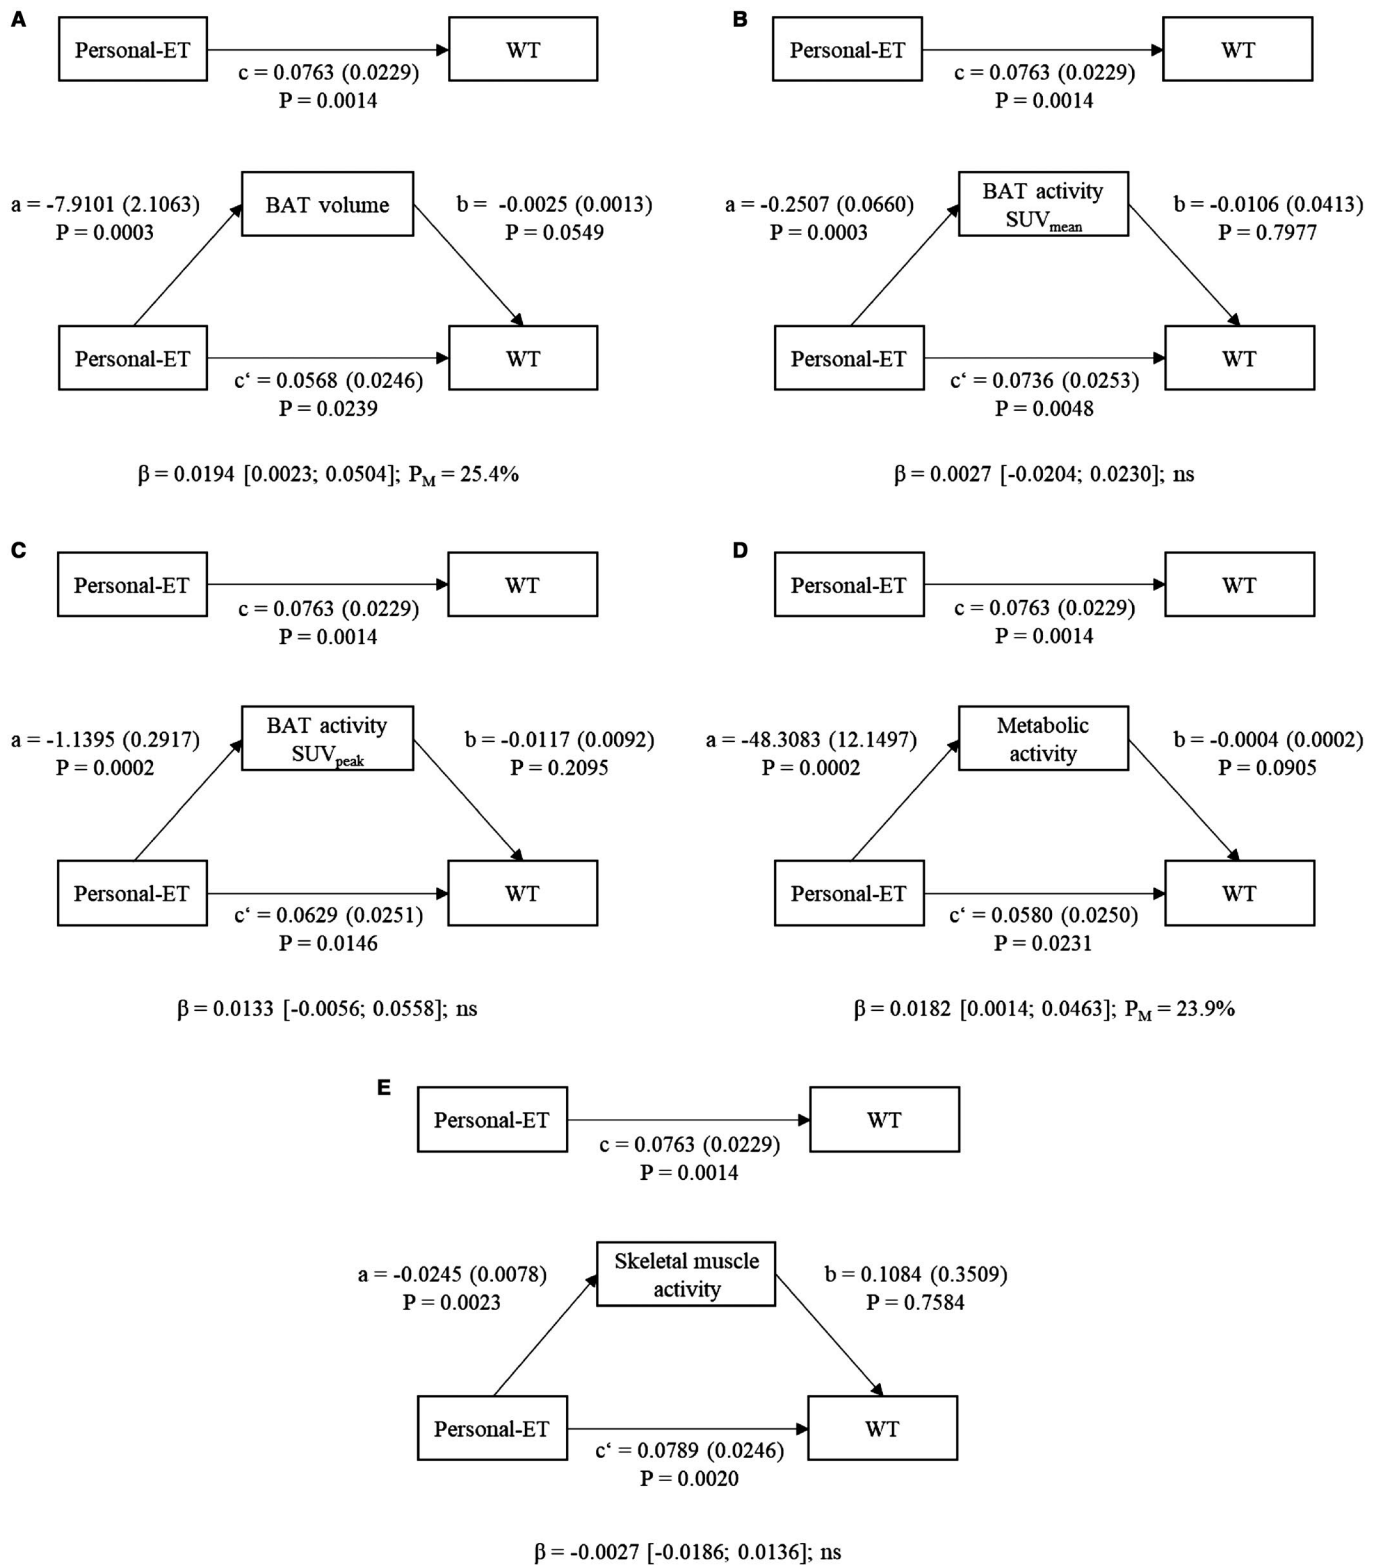 A
Personal-ET
WT
c = 0.0763 (0.0229)
P = 0.0014
a = -7.9101 (2.1063)
P = 0.0003
BAT volume
b = -0.0025 (0.0013)
P = 0.0549
Personal-ET
WT
c‘ = 0.0568 (0.0246)
P = 0.0239
β = 0.0194 [0.0023; 0.0504]; PM = 25.4%
B
Personal-ET
WT
c = 0.0763 (0.0229)
P = 0.0014
a = -0.2507 (0.0660)
P = 0.0003
BAT activity
SUVmean
b = -0.0106 (0.0413)
P = 0.7977
Personal-ET
WT
c‘ = 0.0736 (0.0253)
P = 0.0048
β = 0.0027 [-0.0204; 0.0230]; ns
C
Personal-ET
WT
c = 0.0763 (0.0229)
P = 0.0014
a = -1.1395 (0.2917)
P = 0.0002
BAT activity
SUVpeak
b = -0.0117 (0.0092)
P = 0.2095
Personal-ET
WT
c‘ = 0.0629 (0.0251)
P = 0.0146
β = 0.0133 [-0.0056; 0.0558]; ns
D
Personal-ET
WT
c = 0.0763 (0.0229)
P = 0.0014
a = -48.3083 (12.1497)
P = 0.0002
Metabolic
activity
b = -0.0004 (0.0002)
P = 0.0905
Personal-ET
WT
c‘ = 0.0580 (0.0250)
P = 0.0231
β = 0.0182 [0.0014; 0.0463]; PM = 23.9%
E
Personal-ET
WT
c = 0.0763 (0.0229)
P = 0.0014
a = -0.0245 (0.0078)
P = 0.0023
Skeletal muscle
activity
b = 0.1084 (0.3509)
P = 0.7584
Personal-ET
WT
c‘ = 0.0789 (0.0246)
P = 0.0020
β = -0.0027 [-0.0186; 0.0136]; ns